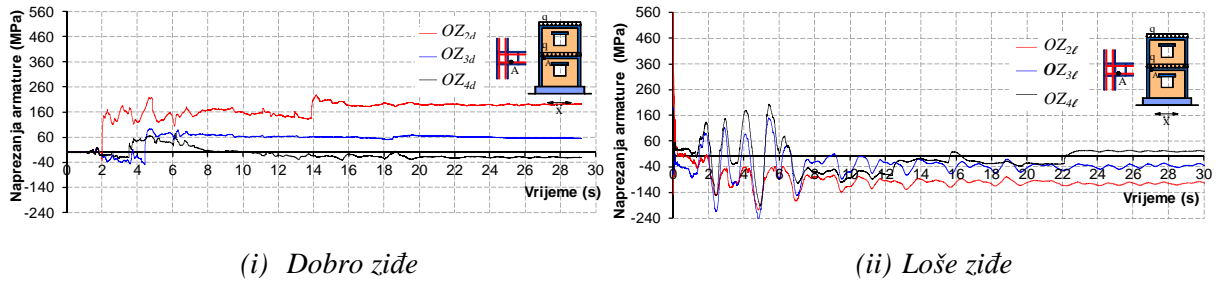 Naprezanja armature (MPa)
560
460
360
260
160
60
-40
-140
-240
0 2 4 6 8 10 12 14 16 18 20 22 24 26 28 30
Vrijeme (s)
OZ2d
OZ3d
OZ4d
A
q
q
A
x
(i) Dobro ziđe
Naprezanja armature (MPa)
560
460
360
260
160
60
-40
-140
-240
0 2 4 6 8 10 12 14 16 18 20 22 24 26 28 30
Vrijeme (s)
OZ2ℓ
OZ3ℓ
OZ4ℓ
A
q
q
A
x
(ii) Loše ziđe